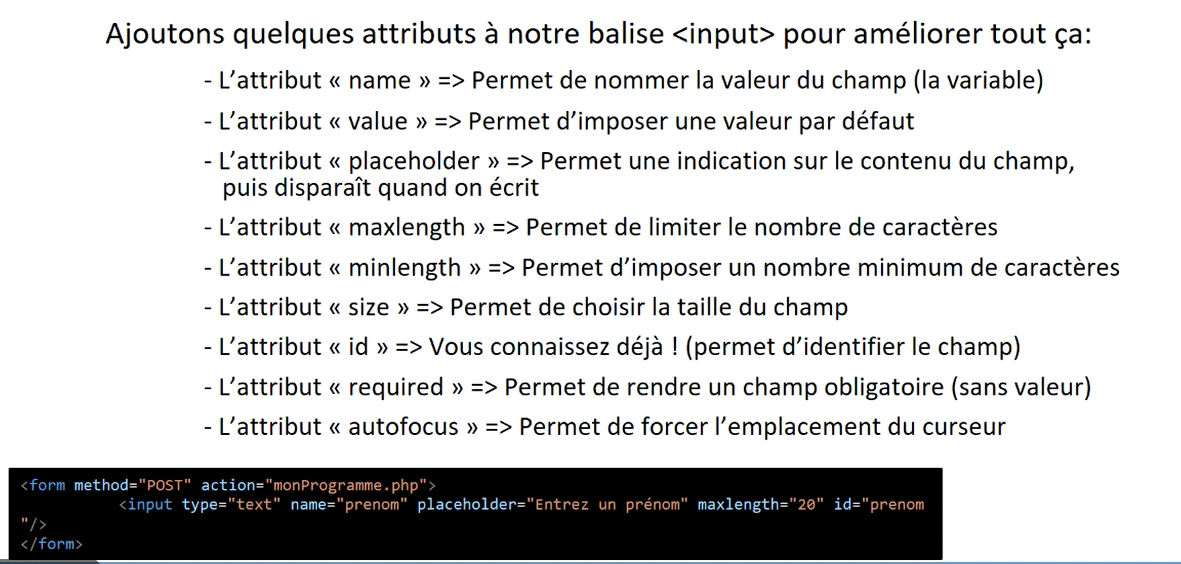 Ajoutons quelques attributs à notre balise <input> pour améliorer tout ça:
- L’attribut « name » => Permet de nommer la valeur du champ (la variable)
- L’attribut « value » => Permet d’imposer une valeur par défaut
- L’attribut « placeholder » => Permet une indication sur le contenu du champ,
puis disparaît quand on écrit
- L’attribut « maxlength » => Permet de limiter le nombre de caractères
- L’attribut « minlength » => Permet d’imposer un nombre minimum de caractères
- L’attribut « size » => Permet de choisir la taille du champ
- L’attribut « id » => Vous connaissez déjà ! (permet d’identifier le champ)
- L’attribut « required » => Permet de rendre un champ obligatoire (sans valeur)
- L’attribut « autofocus » => Permet de forcer l’emplacement du curseur
<form method="POST" action="monProgramme.php">
<input type="text" name="prenom" placeholder="Entrez un prénom" maxlength="20" id="prenom
"/>
</form>